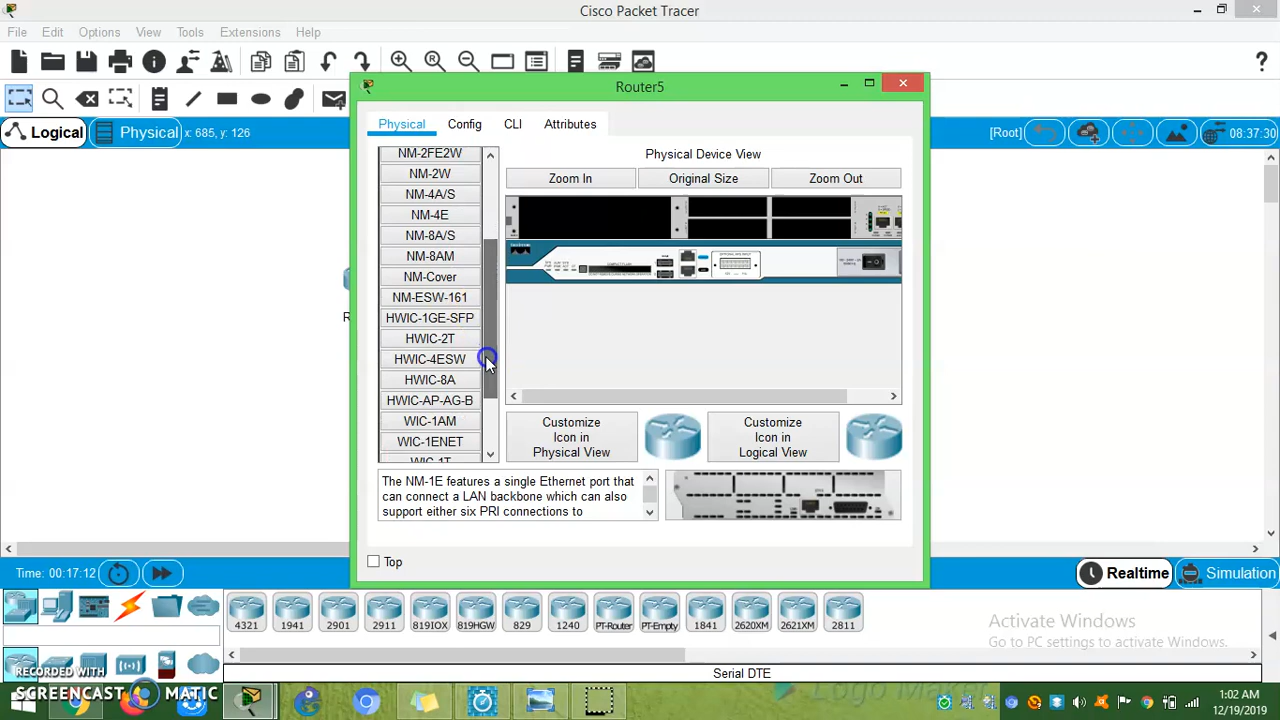 Cisco Packet Tracer
File Edit Options View Tools Extensions Help
Router5
Logical
Physical
x: 685, y: 126
[Root]
08:37:30
Physical Config CLI Attributes
NM-2FE2W
NM-2W
NM-4A/S
NM-4E
NM-8A/S
NM-8AM
NM-Cover
NM-ESW-161
HWIC-1GE-SFP
HWIC-2T
HWIC-4ESW
HWIC-8A
HWIC-AP-AG-B
WIC-1AM
WIC-1ENET
WIC-1T
Physical Device View
Zoom In Original Size Zoom Out
Customize
Icon in
Physical View
Customize
Icon in
Logical View
The NM-1E features a single Ethernet port that
can connect a LAN backbone which can also
support either six PRI connections to
Top
Time: 00:17:12
Realtime Simulation
4321 1941 2901 2911 819IOX 819HGW 829 1240 PT-Router PT-Empty 1841 2620XM 2621XM 2811
Serial DTE
Activate Windows
Go to PC settings to activate Windows.
RECORDED WITH
SCREENCAST MATIC
1:02 AM
12/19/2019